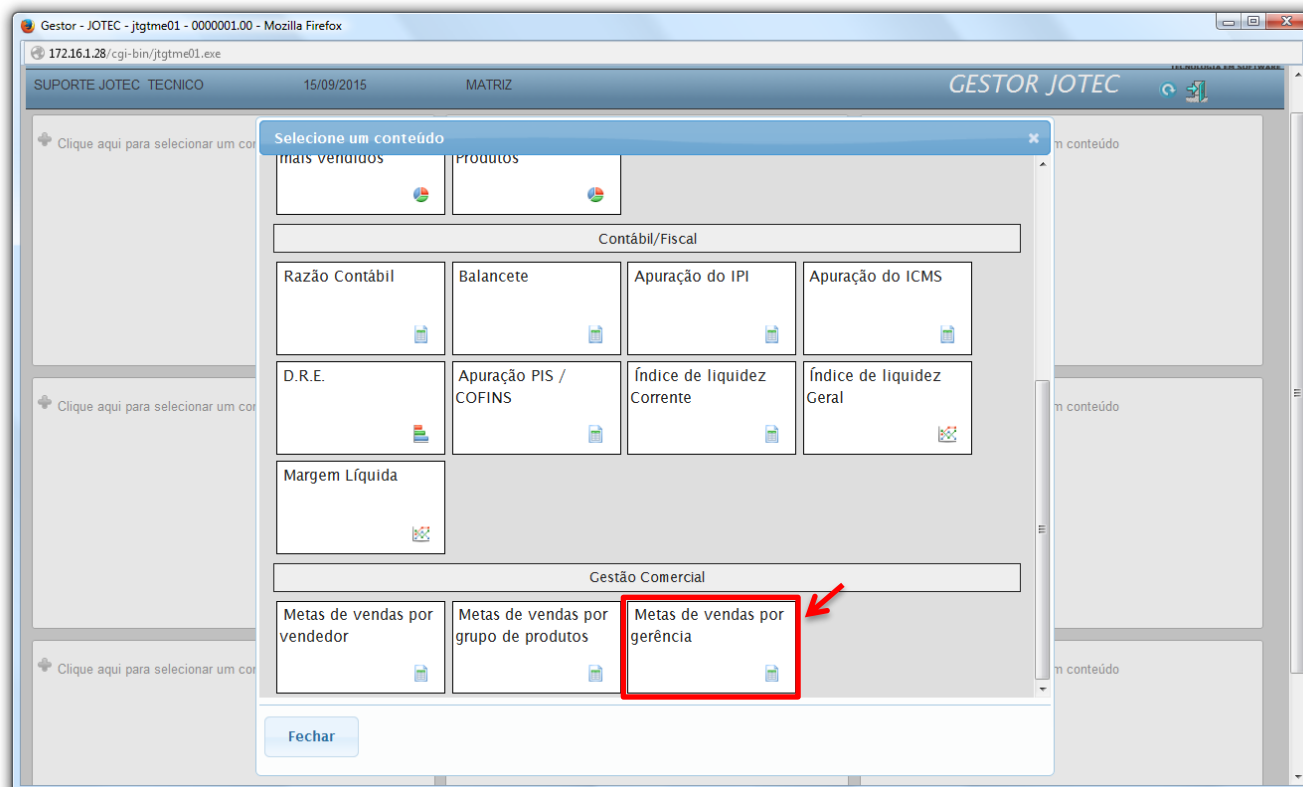 Gestor - JOTEC - jtgtme01 - 0000001.00 - Mozilla Firefox
172.16.1.28/cgi-bin/jtgtme01.exe
TECNOLOGIA EM SOFTWARE
SUPORTE JOTEC TECNICO 15/09/2015 MATRIZ GESTOR JOTEC
Clique aqui para selecionar um con
m conteúdo
Selecione um conteúdo
mais vendidos
Produtos
Contábil/Fiscal
Razão Contábil
Balancete
Apuração do IPI
Apuração do ICMS
D.R.E.
Apuração PIS /
COFINS
Índice de liquidez
Corrente
Índice de liquidez
Geral
Clique aqui para selecionar um con
m conteúdo
Margem Líquida
Gestão Comercial
Metas de vendas por
vendedor
Metas de vendas por
grupo de produtos
Metas de vendas por
gerência
Clique aqui para selecionar um con
m conteúdo
Fechar